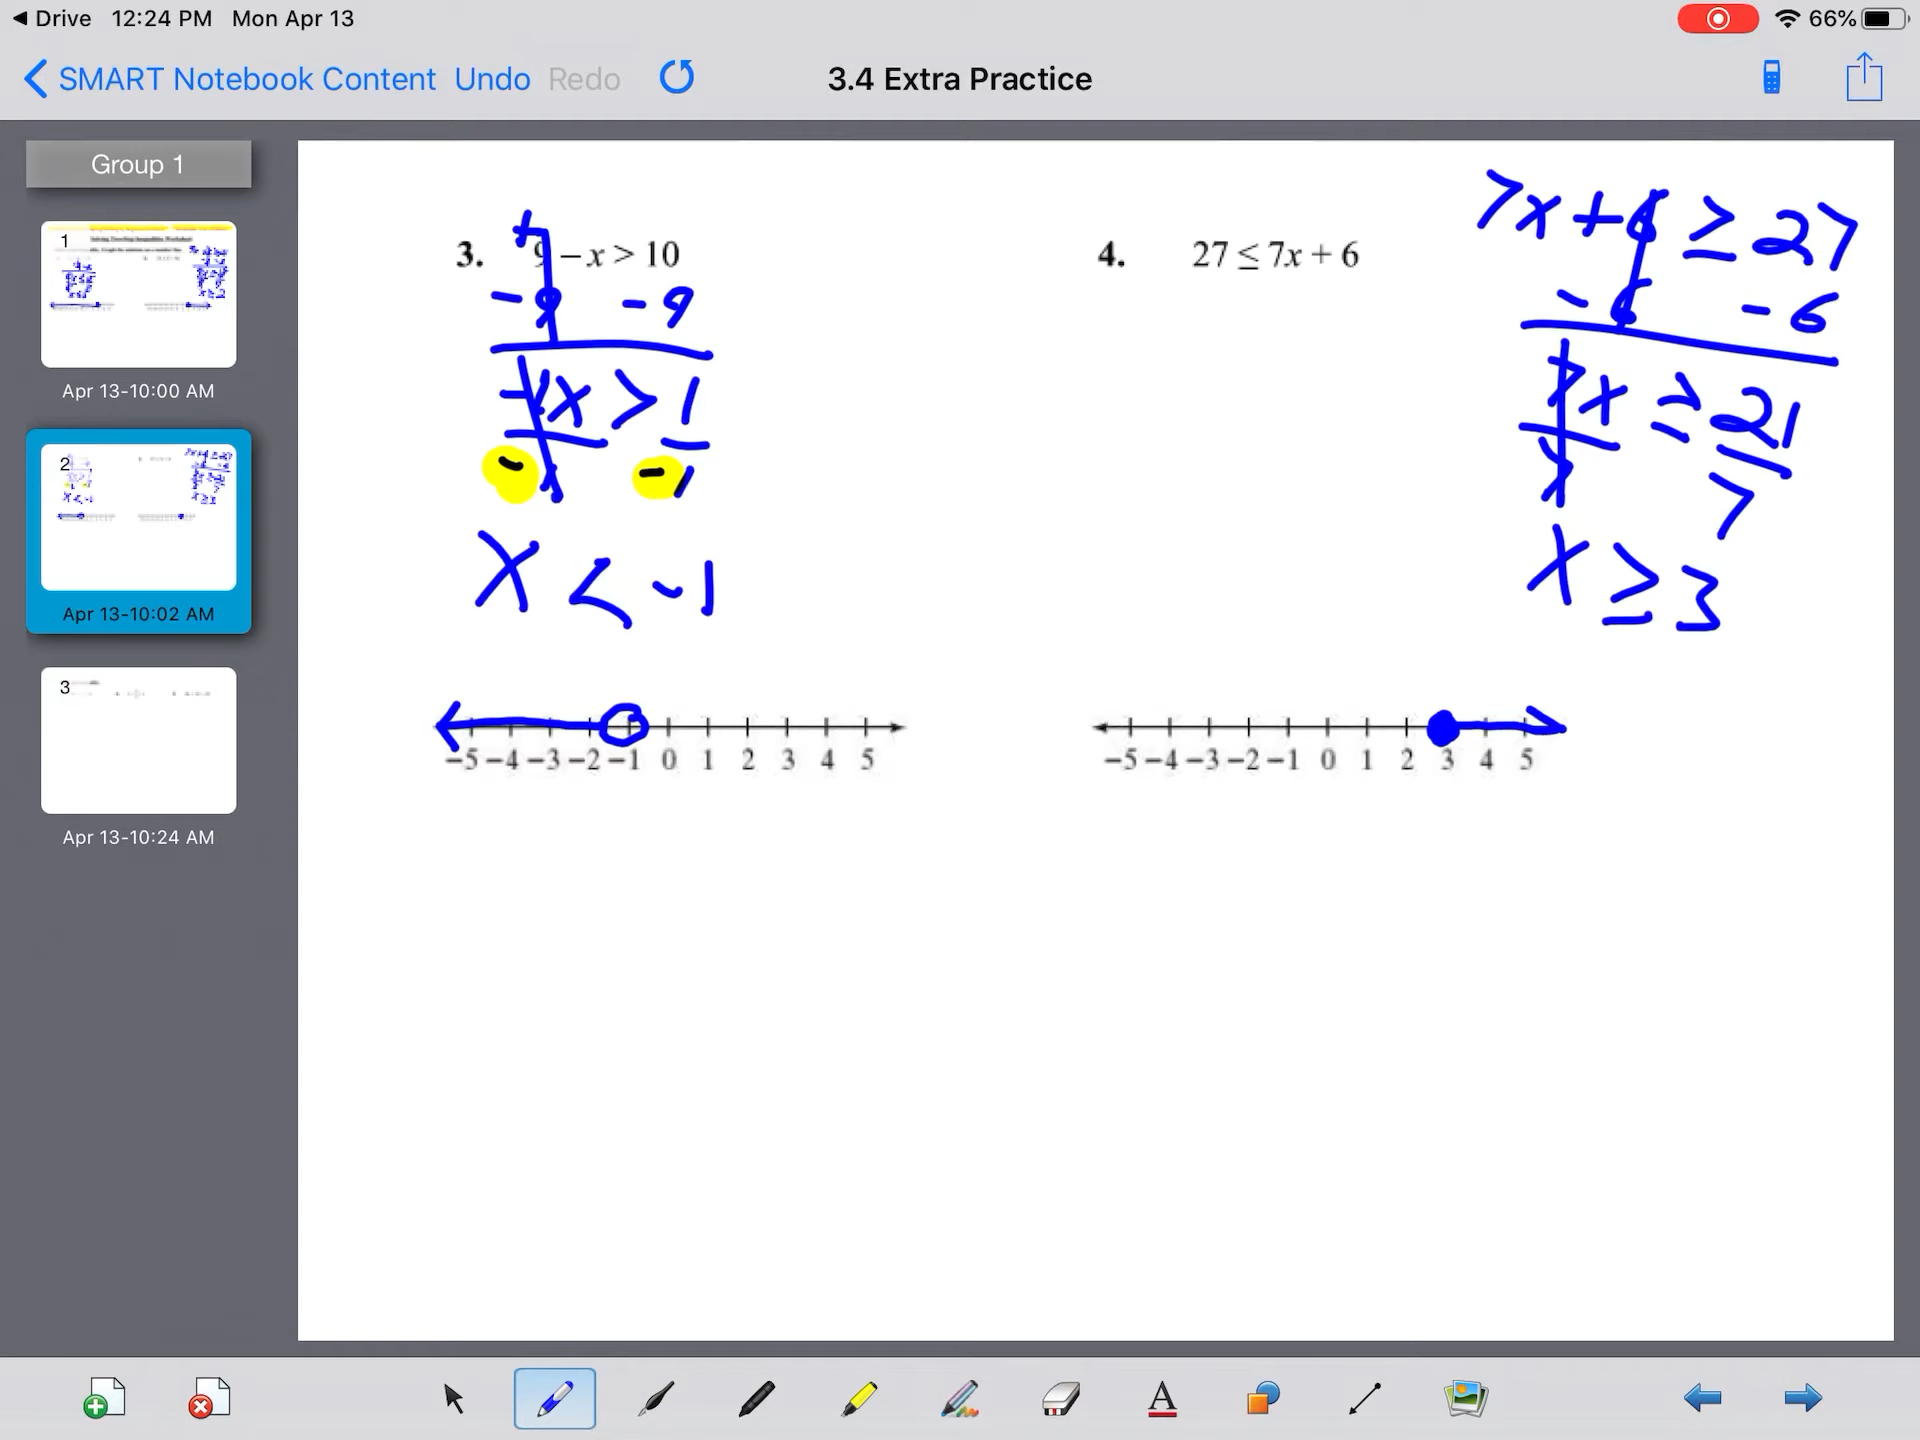 Drive 12:24 PM Mon Apr 13 66%
SMART Notebook Content Undo Redo 3.4 Extra Practice
Group 1
1
Apr 13-10:00 AM
2
Apr 13-10:02 AM
3
Apr 13-10:24 AM
3. 9 − x > 10
+
-9 -9
-1x > 1
-1 -1
x < -1
−5 −4 −3 −2 −1 0 1 2 3 4 5
4. 27 ≤ 7x + 6
7x + 6 ≥ 27
-6 -6
7x ≥ 21
7 7
x ≥ 3
−5 −4 −3 −2 −1 0 1 2 3 4 5
A